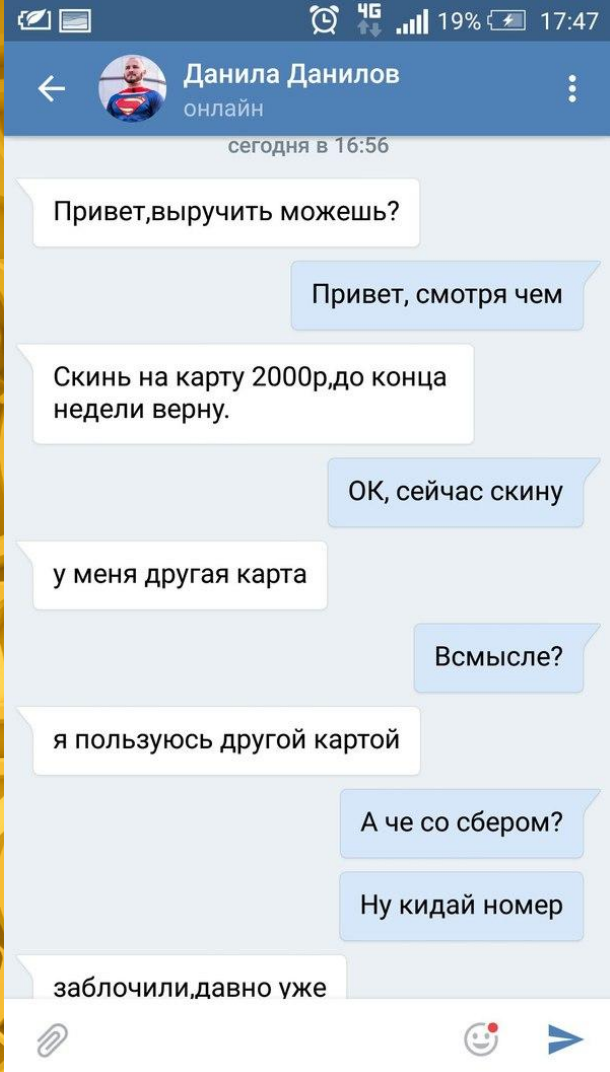 4G 19% 17:47
Данила Данилов
онлайн
сегодня в 16:56
Привет,выручить можешь?
Привет, смотря чем
Скинь на карту 2000р,до конца
недели верну.
ОК, сейчас скину
у меня другая карта
Всмысле?
я пользуюсь другой картой
А че со сбером?
Ну кидай номер
заблочили,давно уже